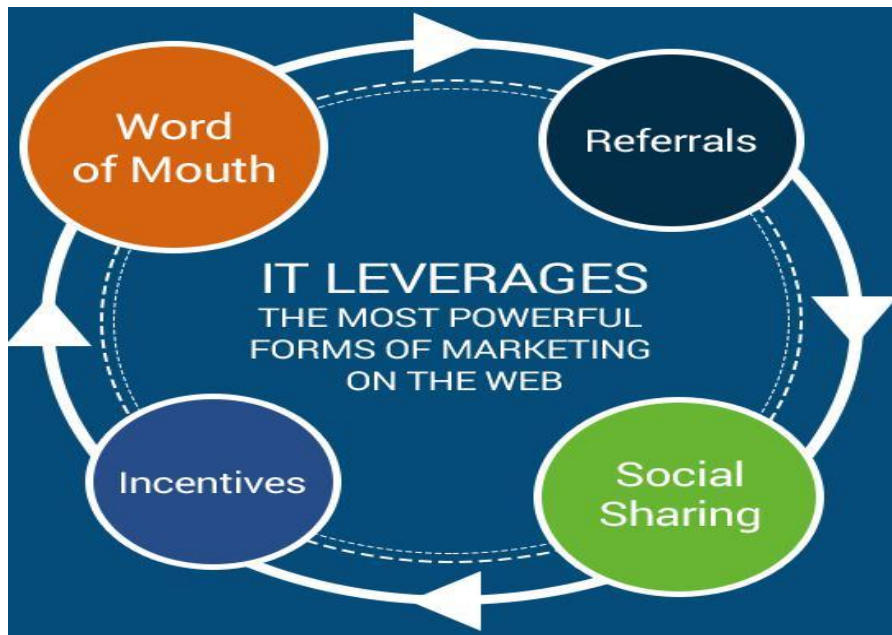 Word
of Mouth
Referrals
IT LEVERAGES
THE MOST POWERFUL
FORMS OF MARKETING
ON THE WEB
Incentives
Social
Sharing